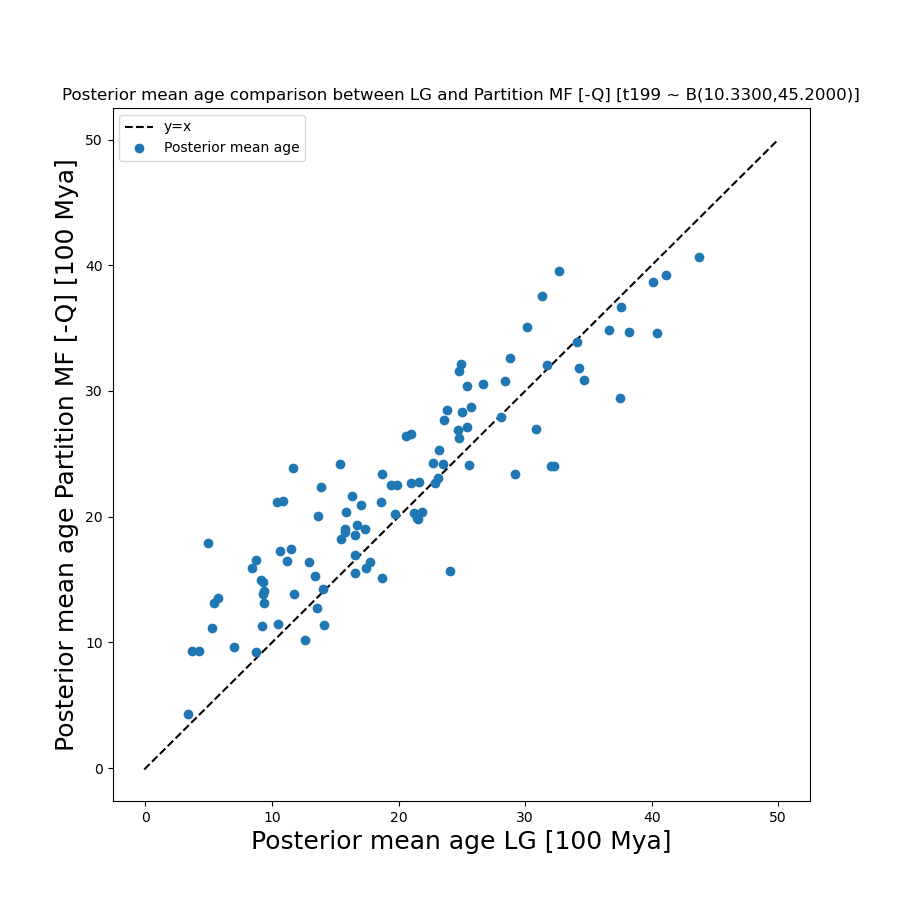 Posterior mean age comparison between LG and Partition MF [-Q] [t199 ~ B(10.3300,45.2000)]
y=x
Posterior mean age
Posterior mean age Partition MF [-Q] [100 Mya]
50
40
30
20
10
0
0 10 20 30 40 50
Posterior mean age LG [100 Mya]